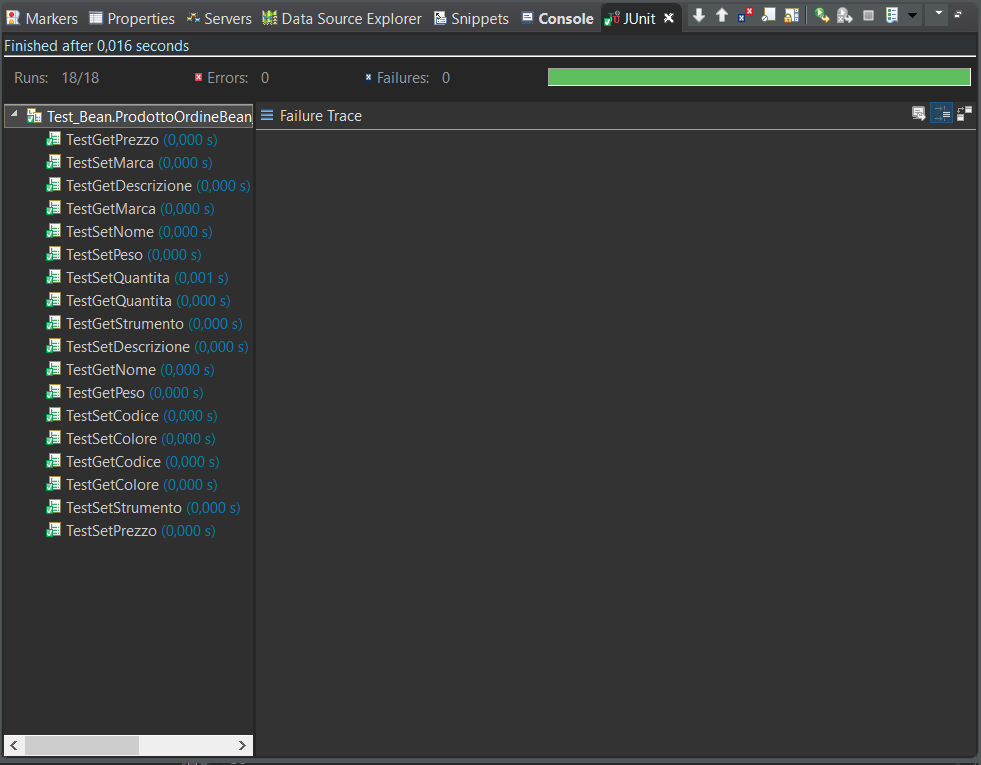 Markers Properties Servers Data Source Explorer Snippets Console JUnit
Finished after 0,016 seconds
Runs: 18/18 Errors: 0 Failures: 0
Test_Bean.ProdottoOrdineBean
Failure Trace
TestGetPrezzo (0,000 s)
TestSetMarca (0,000 s)
TestGetDescrizione (0,000 s)
TestGetMarca (0,000 s)
TestSetNome (0,000 s)
TestSetPeso (0,000 s)
TestSetQuantita (0,001 s)
TestGetQuantita (0,000 s)
TestGetStrumento (0,000 s)
TestSetDescrizione (0,000 s)
TestGetNome (0,000 s)
TestGetPeso (0,000 s)
TestSetCodice (0,000 s)
TestSetColore (0,000 s)
TestGetCodice (0,000 s)
TestGetColore (0,000 s)
TestSetStrumento (0,000 s)
TestSetPrezzo (0,000 s)